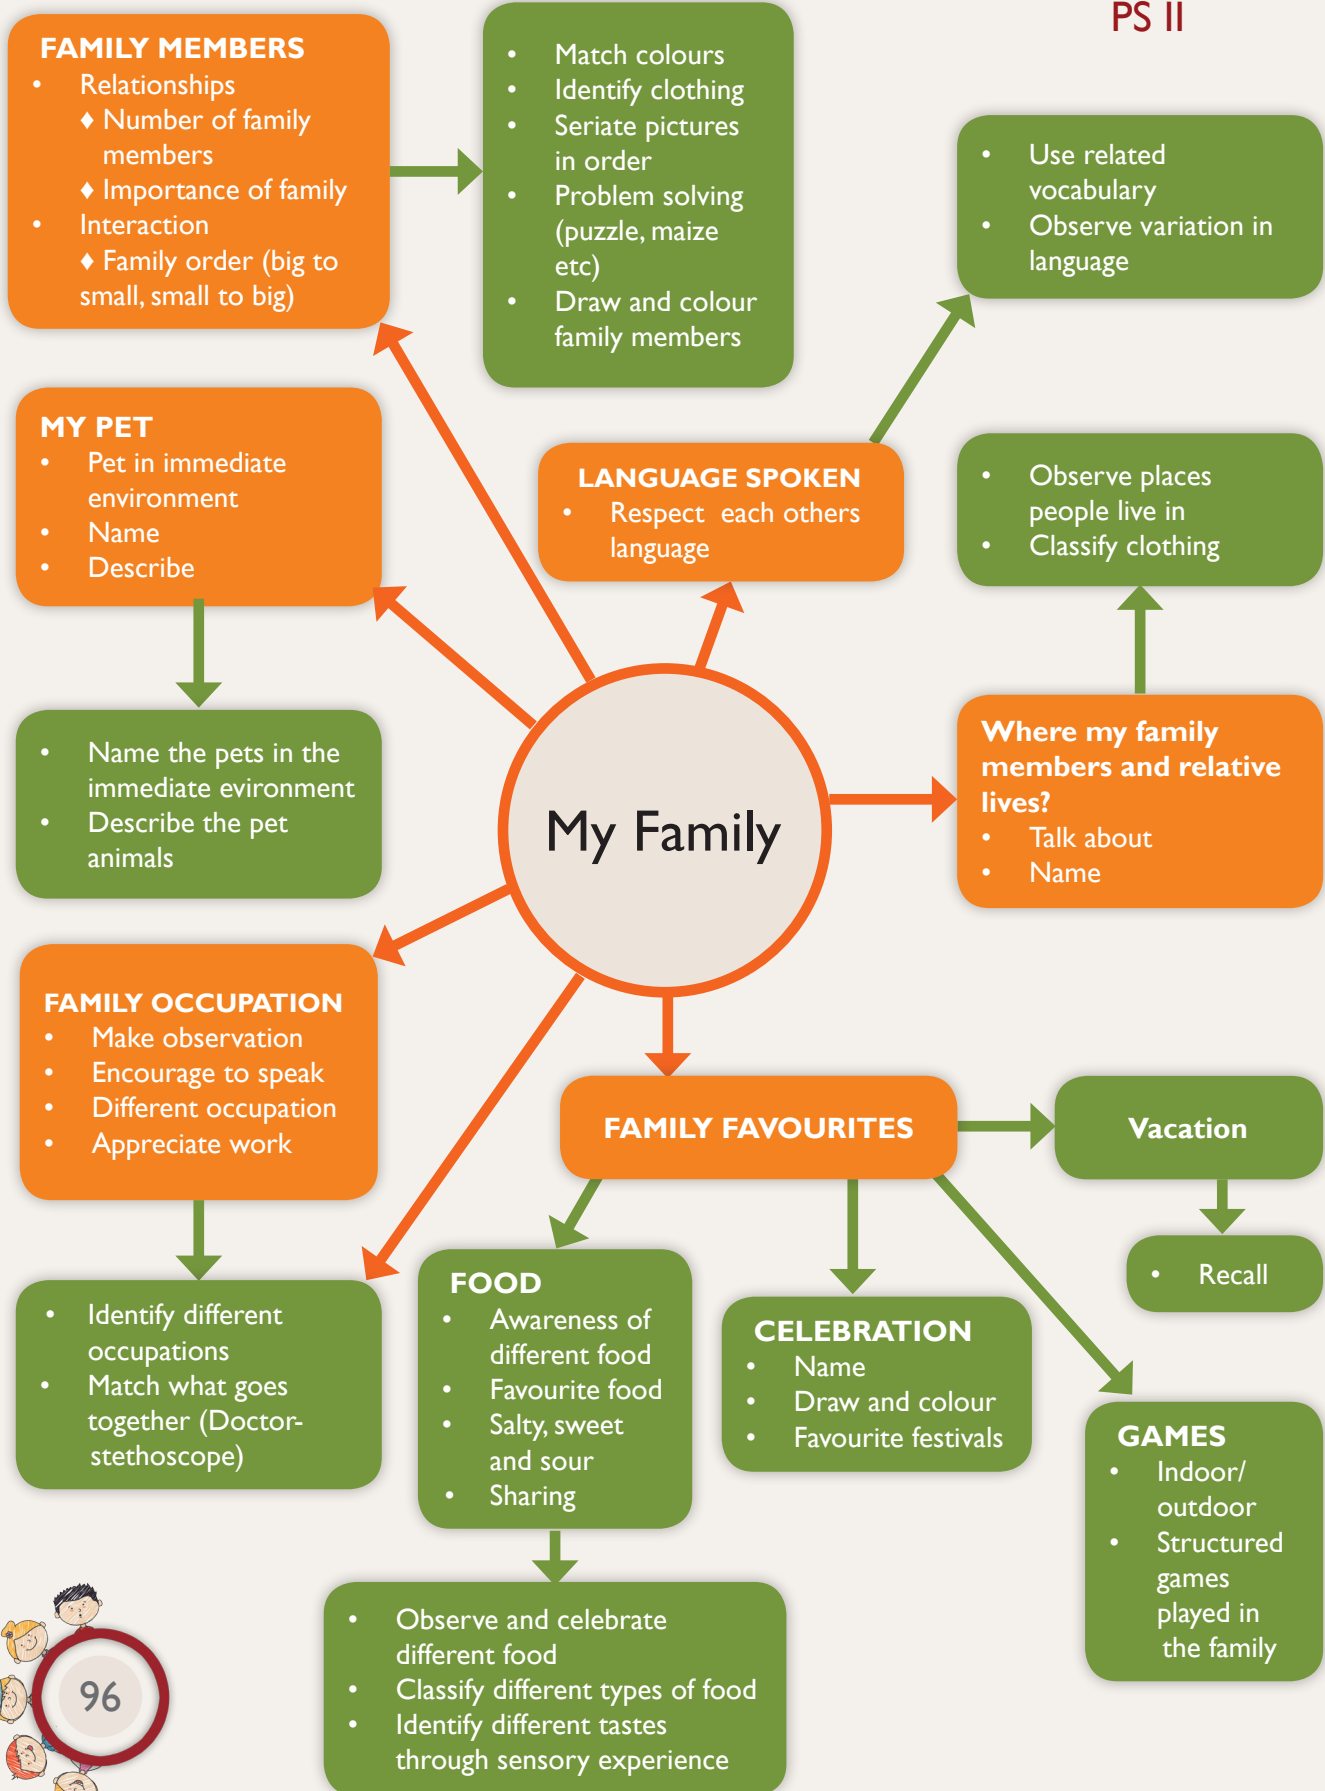 PS II
FAMILY MEMBERS
• Relationships
♦ Number of family
members
♦ Importance of family
• Interaction
♦ Family order (big to
small, small to big)
• Match colours
• Identify clothing
• Seriate pictures
in order
• Problem solving
(puzzle, maize
etc)
• Draw and colour
family members
• Use related
vocabulary
• Observe variation in
language
MY PET
• Pet in immediate
environment
• Name
• Describe
LANGUAGE SPOKEN
• Respect each others
language
• Observe places
people live in
• Classify clothing
• Name the pets in the
immediate evironment
• Describe the pet
animals
My Family
Where my family
members and relative
lives?
• Talk about
• Name
FAMILY OCCUPATION
• Make observation
• Encourage to speak
• Different occupation
• Appreciate work
FAMILY FAVOURITES
Vacation
• Recall
• Identify different
occupations
• Match what goes
together (Doctor-
stethoscope)
FOOD
• Awareness of
different food
• Favourite food
• Salty, sweet
and sour
• Sharing
CELEBRATION
• Name
• Draw and colour
• Favourite festivals
GAMES
• Indoor/
outdoor
• Structured
games
played in
the family
• Observe and celebrate
different food
• Classify different types of food
• Identify different tastes
through sensory experience
96